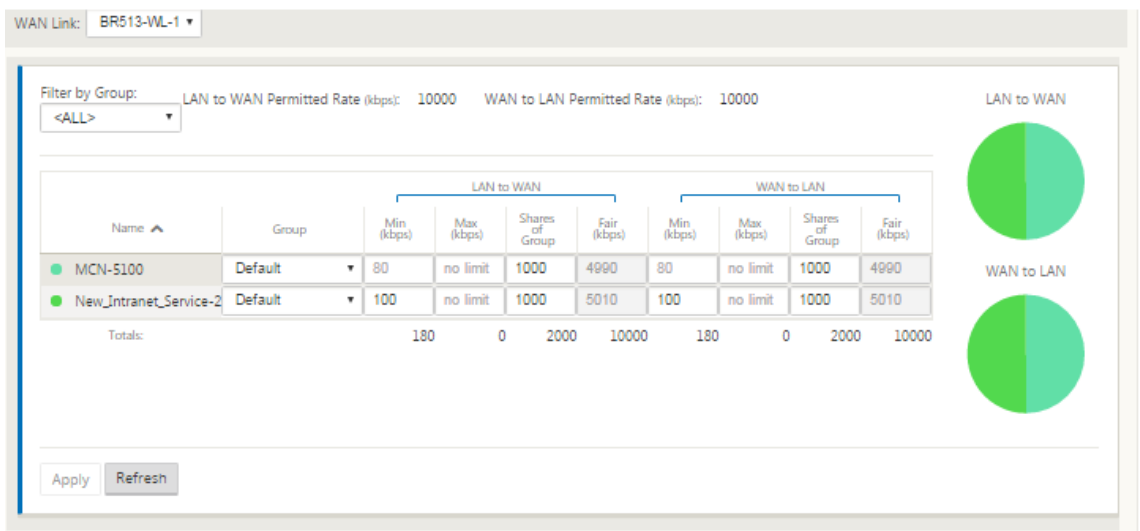 WAN Link: BR513-WL-1
Filter by Group:
<ALL>
LAN to WAN Permitted Rate (kbps): 10000 WAN to LAN Permitted Rate (kbps): 10000
LAN to WAN
LAN to WAN WAN to LAN
Name Group Min (kbps) Max (kbps) Shares of Group Fair (kbps) Min (kbps) Max (kbps) Shares of Group Fair (kbps)
MCN-5100 Default 80 no limit 1000 4990 80 no limit 1000 4990
WAN to LAN
New_Intranet_Service-2 Default 100 no limit 1000 5010 100 no limit 1000 5010
Totals: 180 0 2000 10000 180 0 2000 10000
Apply Refresh